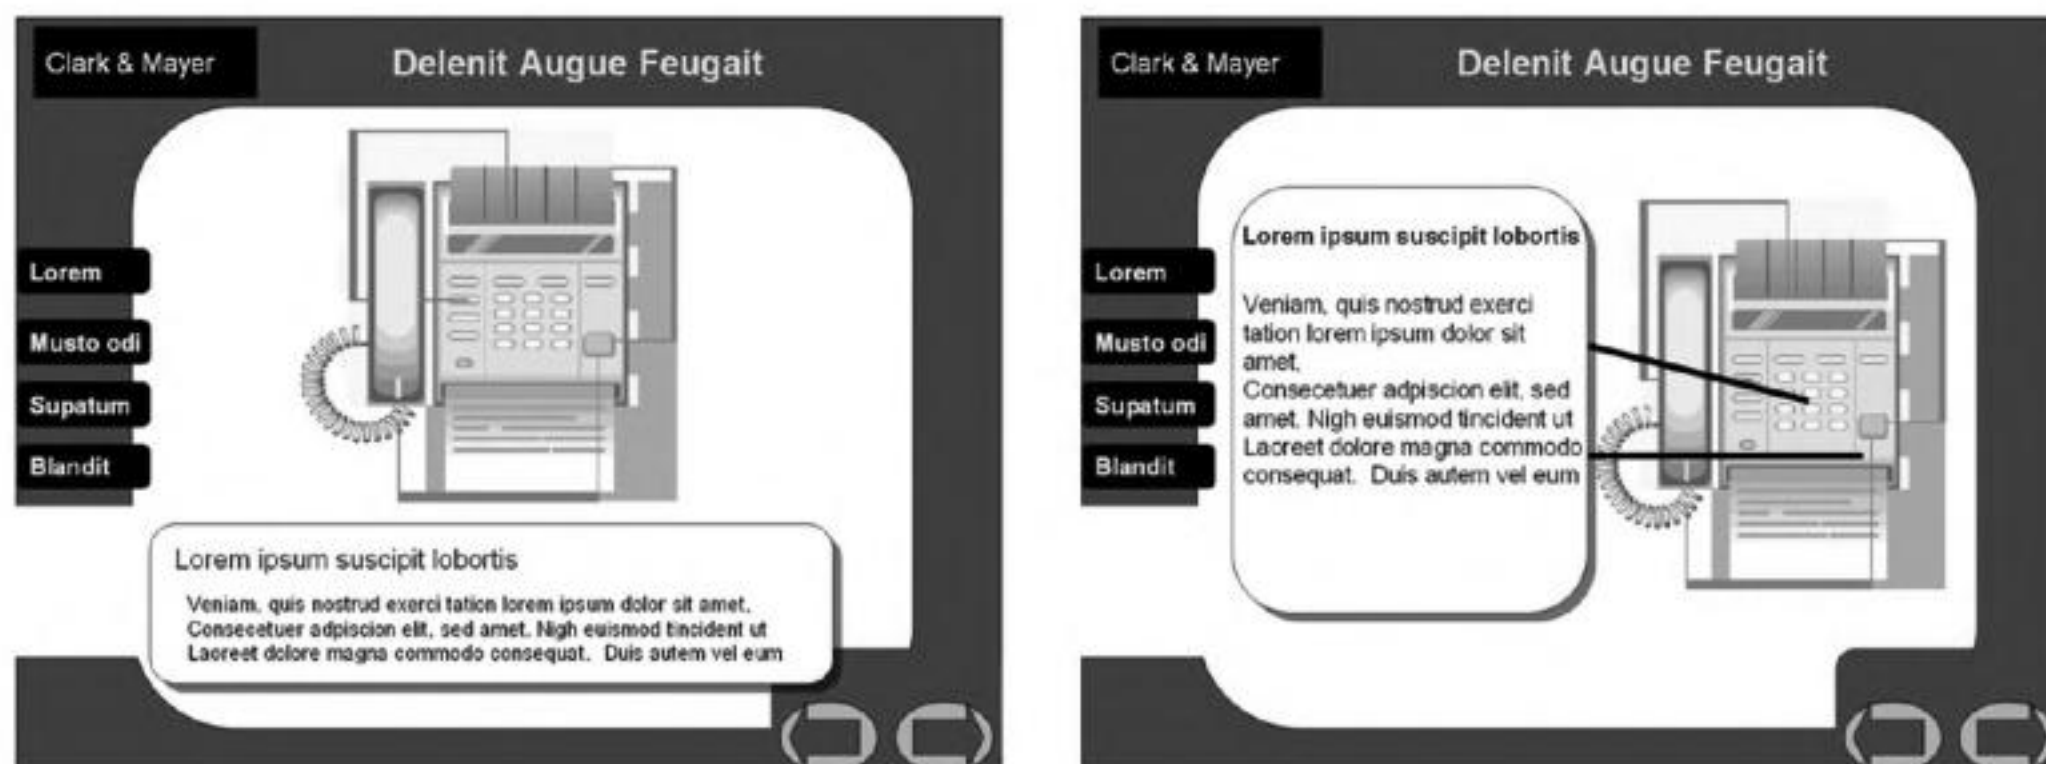 Clark & Mayer
Delenit Augue Feugait
Lorem
Musto odi
Supatum
Blandit
Lorem ipsum suscipit lobortis
Veniam, quis nostrud exerci tation lorem ipsum dolor sit amet,
Consecetuer adpiscion elit, sed amet. Nigh euismod tincident ut
Laoreet dolore magna commodo consequat. Duis autem vel eum
Clark & Mayer
Delenit Augue Feugait
Lorem
Musto odi
Supatum
Blandit
Lorem ipsum suscipit lobortis
Veniam, quis nostrud exerci
tation lorem ipsum dolor sit
amet,
Consecetuer adpiscion elit, sed
amet. Nigh euismod tincident ut
Laoreet dolore magna commodo
consequat. Duis autem vel eum